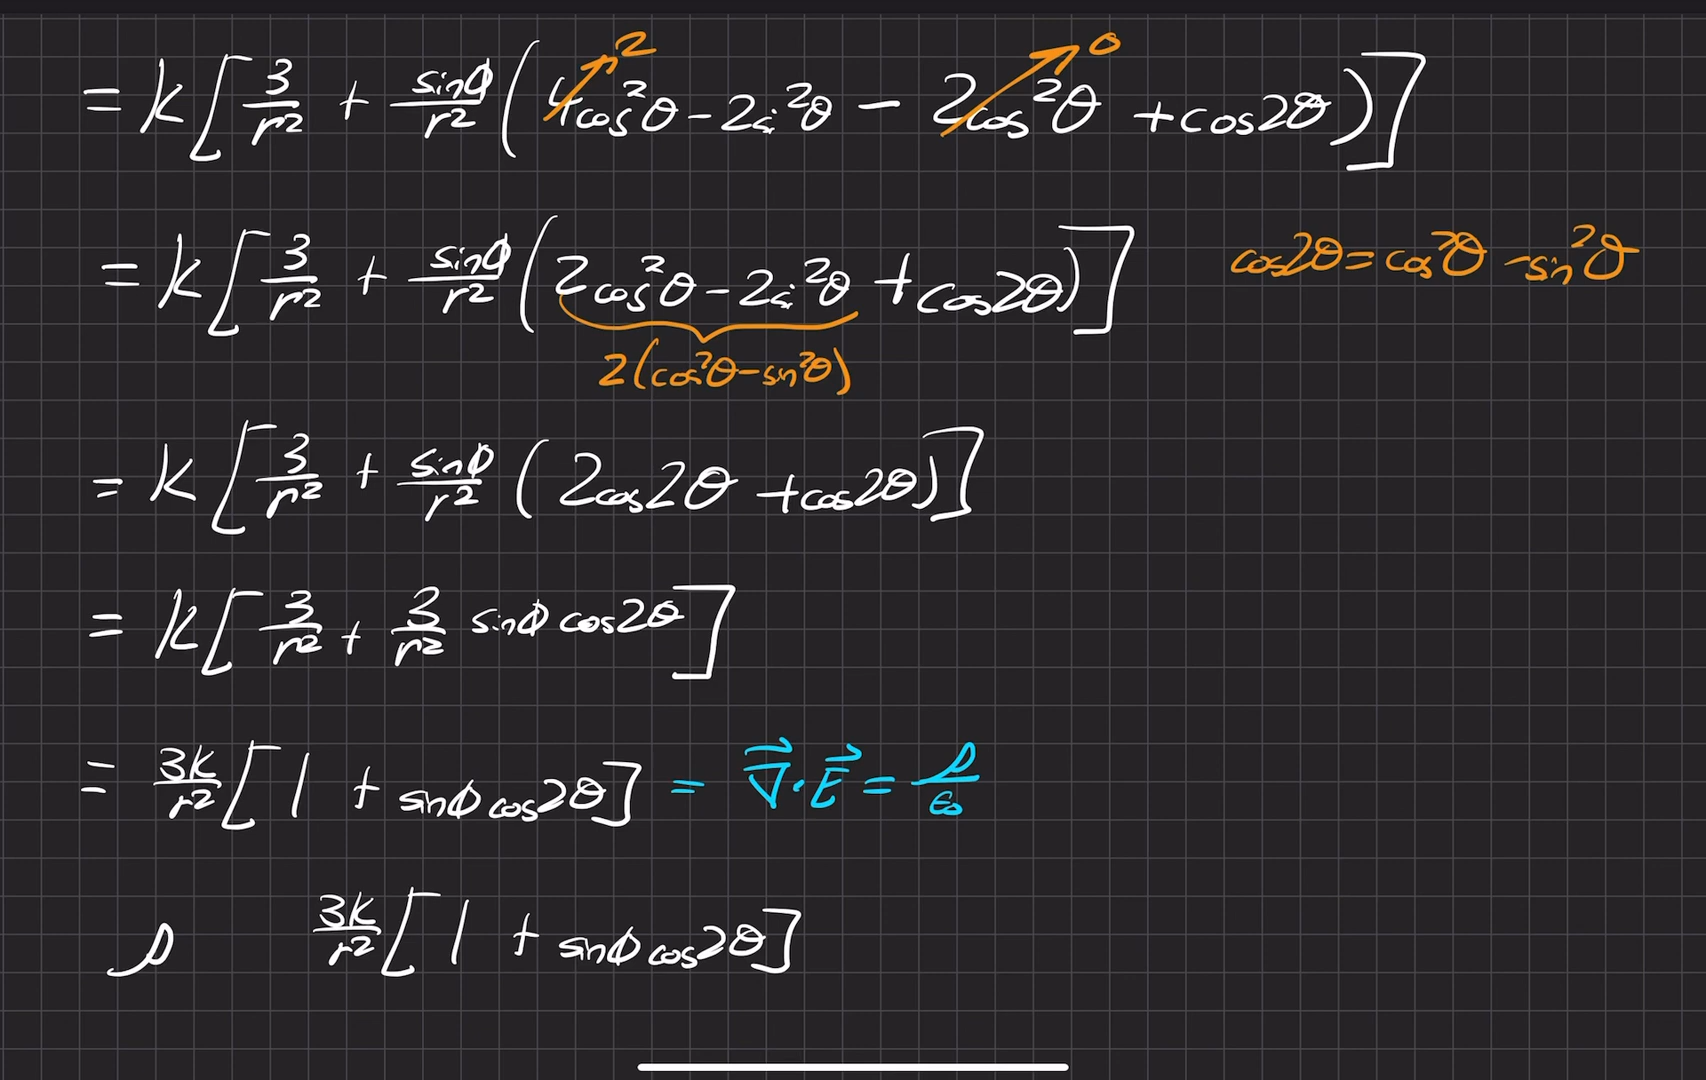 = k[3/r² + sinϕ/r² (4cos²θ - 2sin²θ - 2cos²θ + cos2θ)] 2 0
= k[3/r² + sinϕ/r² (2cos²θ - 2sin²θ + cos2θ)] cos2θ = cos²θ - sin²θ
2(cos²θ - sin²θ)
= k[3/r² + sinϕ/r² (2cos2θ + cos2θ)]
= k[3/r² + 3/r² sinϕ cos2θ]
= 3k/r² [1 + sinϕ cos2θ] = ∇⃗·E⃗ = ρ/ε₀
ρ 3k/r² [1 + sinϕ cos2θ]